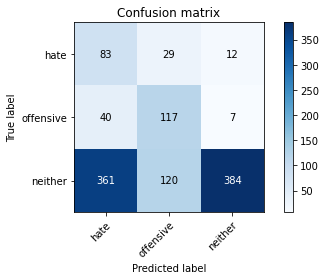 Confusion matrix
hate 83 29 12
offensive 40 117 7
neither 361 120 384
hate offensive neither
True label
Predicted label
350
300
250
200
150
100
50